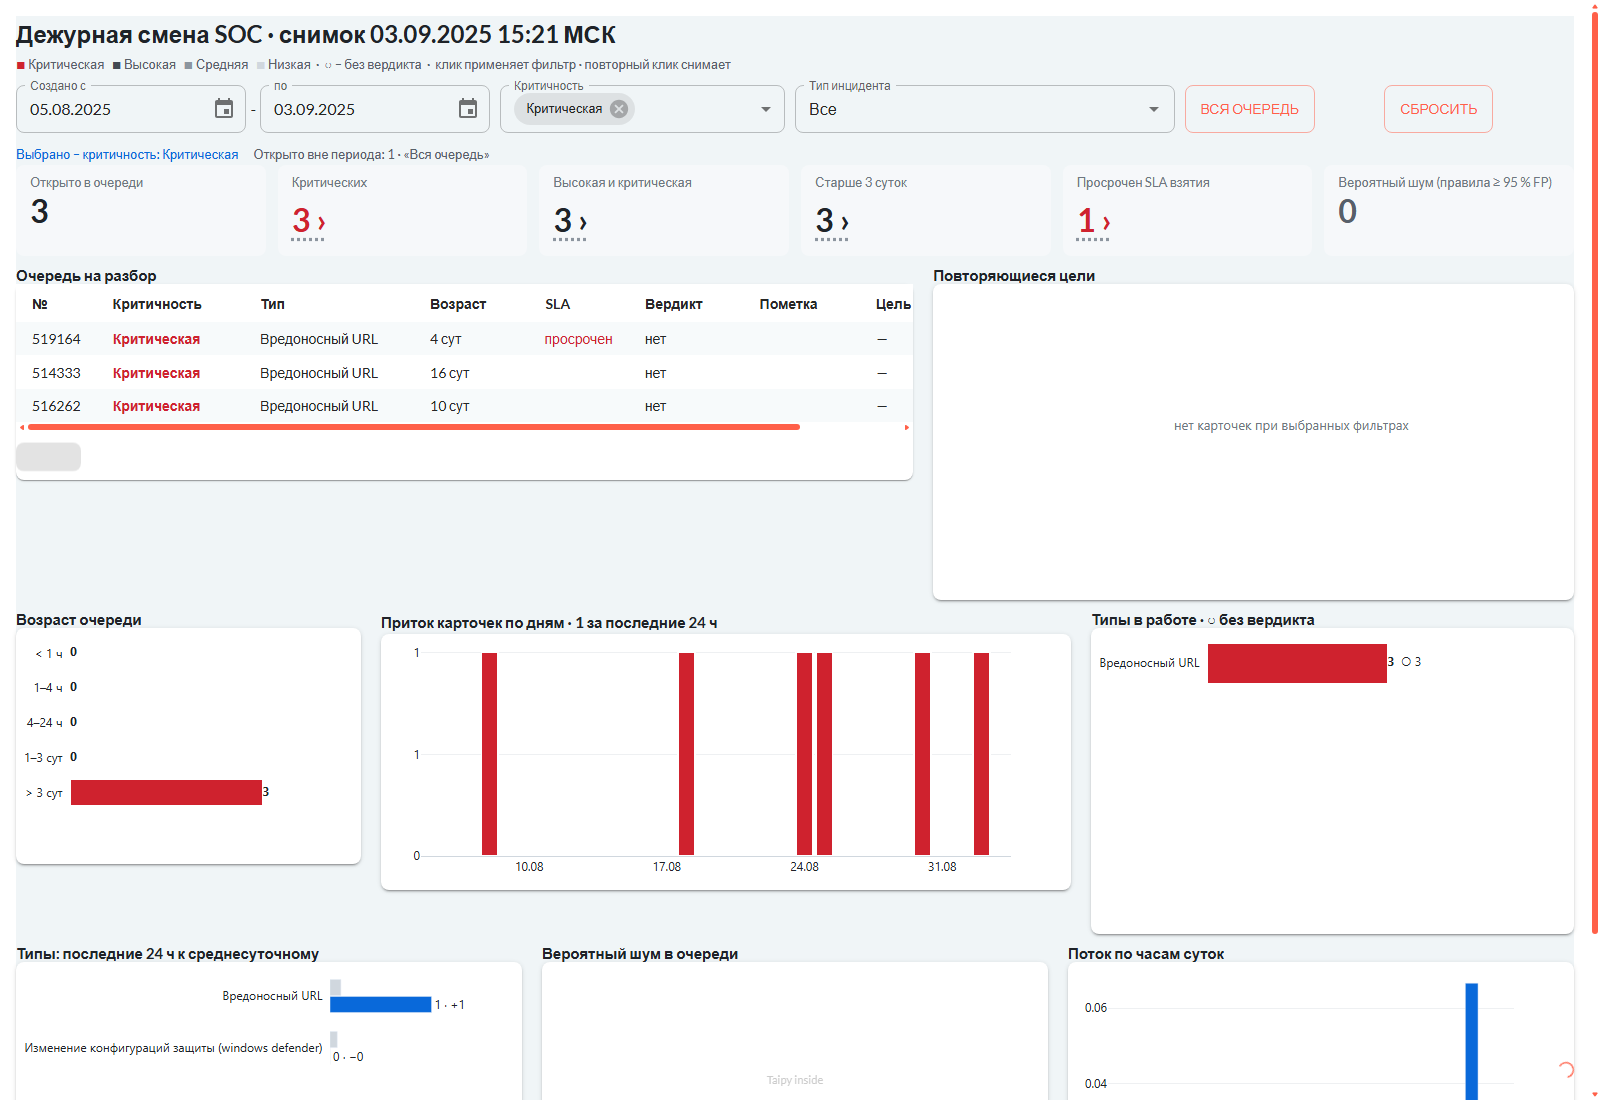 Дежурная смена SOC · снимок 03.09.2025 15:21 МСК
Критическая Высокая Средняя Низкая · ○ – без вердикта · клик применяет фильтр · повторный клик снимает
Создано с по Критичность Тип инцидента
05.08.2025 - 03.09.2025 Критическая Все ВСЯ ОЧЕРЕДЬ СБРОСИТЬ
Выбрано – критичность: Критическая Открыто вне периода: 1 · «Вся очередь»
Открыто в очереди
3
Критических
3 ›
Высокая и критическая
3 ›
Старше 3 суток
3 ›
Просрочен SLA взятия
1 ›
Вероятный шум (правила ≥ 95 % FP)
0
Очередь на разбор
№ Критичность Тип Возраст SLA Вердикт Пометка Цель
519164 Критическая Вредоносный URL 4 сут просрочен нет —
514333 Критическая Вредоносный URL 16 сут нет —
516262 Критическая Вредоносный URL 10 сут нет —
Повторяющиеся цели
нет карточек при выбранных фильтрах
Возраст очереди
< 1 ч 0
1–4 ч 0
4–24 ч 0
1–3 сут 0
> 3 сут 3
Приток карточек по дням · 1 за последние 24 ч
1
1
0
10.08 17.08 24.08 31.08
Типы в работе · ○ без вердикта
Вредоносный URL 3 ○ 3
Типы: последние 24 ч к среднесуточному
Вредоносный URL 1 · +1
Изменение конфигураций защиты (windows defender) 0 · −0
Вероятный шум в очереди
Taipy inside
Поток по часам суток
0.06
0.04